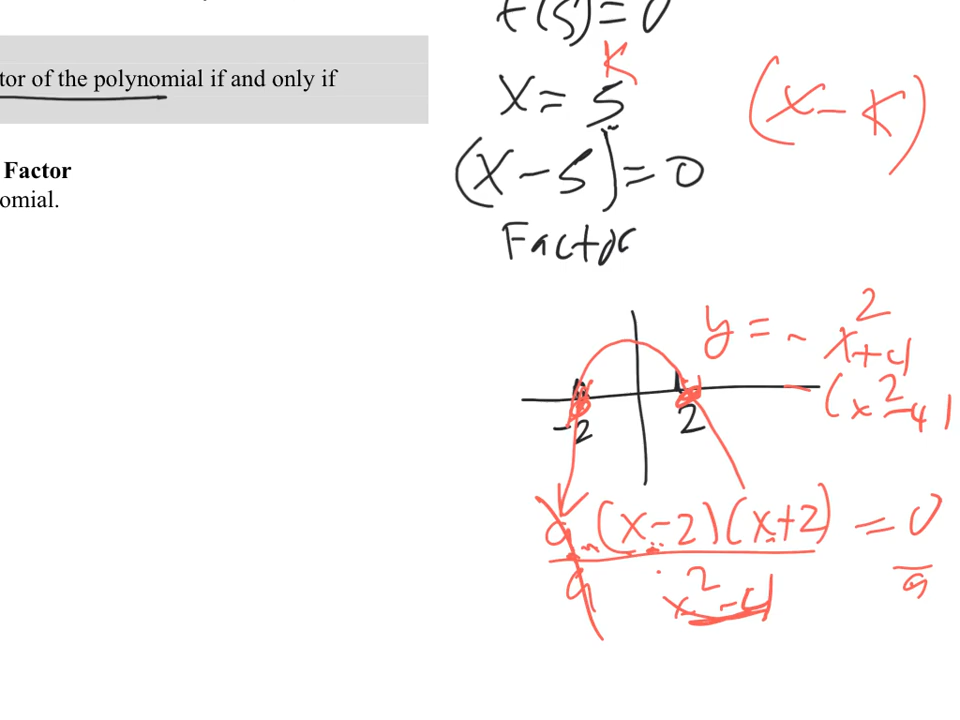 f(5)=0
tor of the polynomial if and only if
K
x=5
(x-K)
(x-5)=0
Factor
omial.
Factor
y=-x²+4
-(x²-4)
-2
2
a(x-2)(x+2)=0
a
x²-4
a